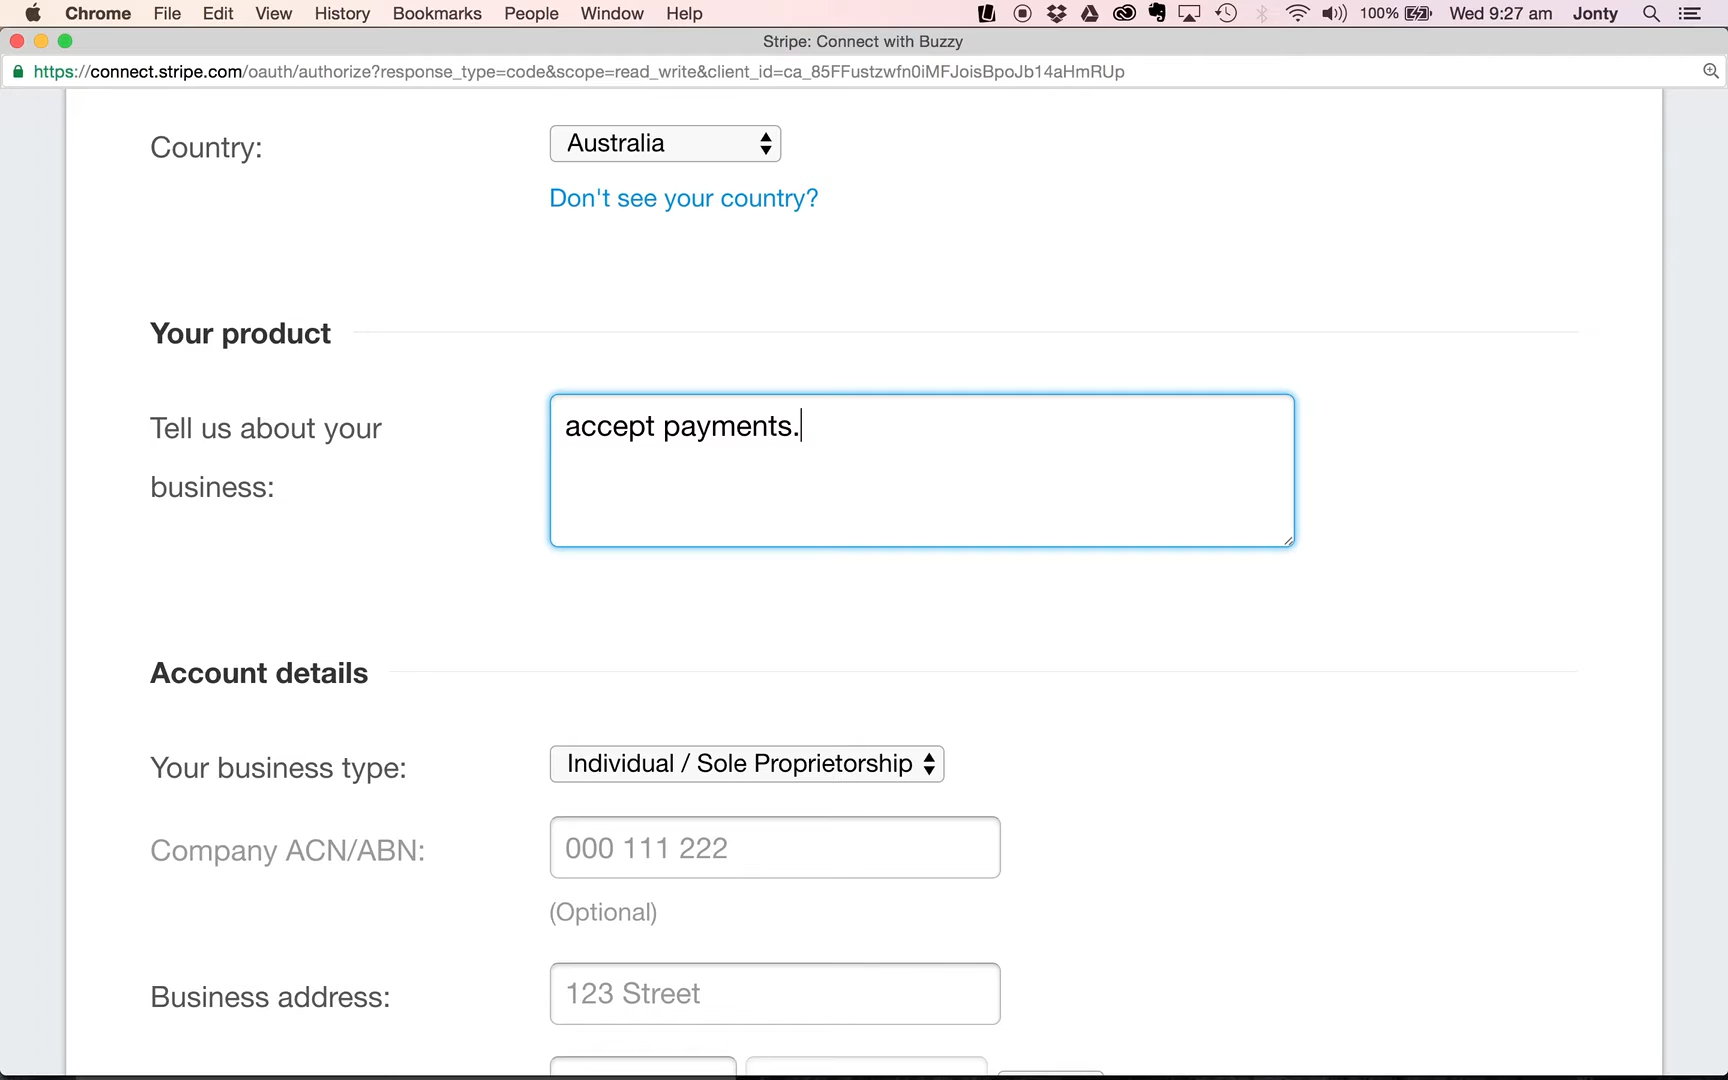 Chrome File Edit View History Bookmarks People Window Help 100% Wed 9:27 am Jonty
Stripe: Connect with Buzzy
https://connect.stripe.com/oauth/authorize?response_type=code&scope=read_write&client_id=ca_85FFustzwfn0iMFJoisBpoJb14aHmRUp
Country: Australia
Don't see your country?
Your product
Tell us about your
business:
accept payments.
Account details
Your business type: Individual / Sole Proprietorship
Company ACN/ABN: 000 111 222
(Optional)
Business address: 123 Street